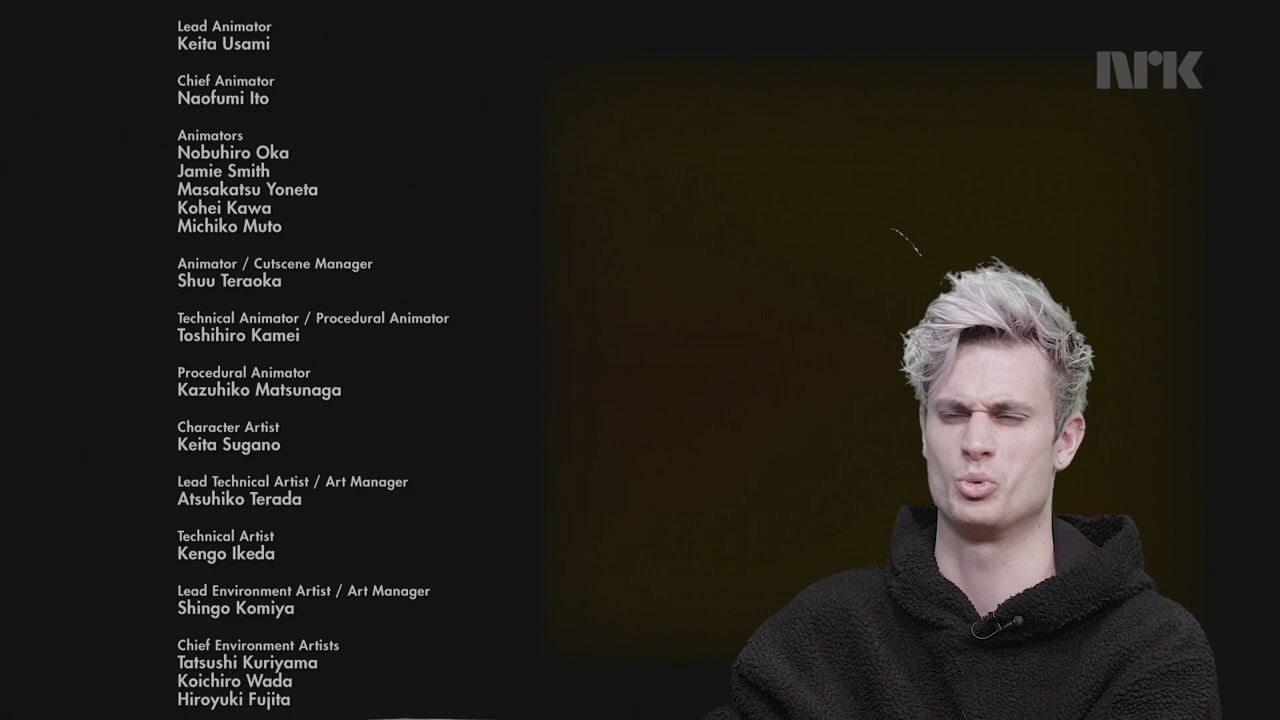 Lead Animator
Keita Usami
Chief Animator
Naofumi Ito
Animators
Nobuhiro Oka
Jamie Smith
Masakatsu Yoneta
Kohei Kawa
Michiko Muto
Animator / Cutscene Manager
Shuu Teraoka
Technical Animator / Procedural Animator
Toshihiro Kamei
Procedural Animator
Kazuhiko Matsunaga
Character Artist
Keita Sugano
Lead Technical Artist / Art Manager
Atsuhiko Terada
Technical Artist
Kengo Ikeda
Lead Environment Artist / Art Manager
Shingo Komiya
Chief Environment Artists
Tatsushi Kuriyama
Koichiro Wada
Hiroyuki Fujita
nrk